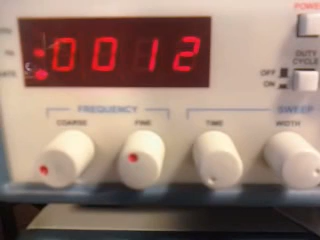 POWER
0012
DUTY
CYCLE
OFF
ON
FREQUENCY
SWEEP
COARSE
FINE
TIME
WIDTH